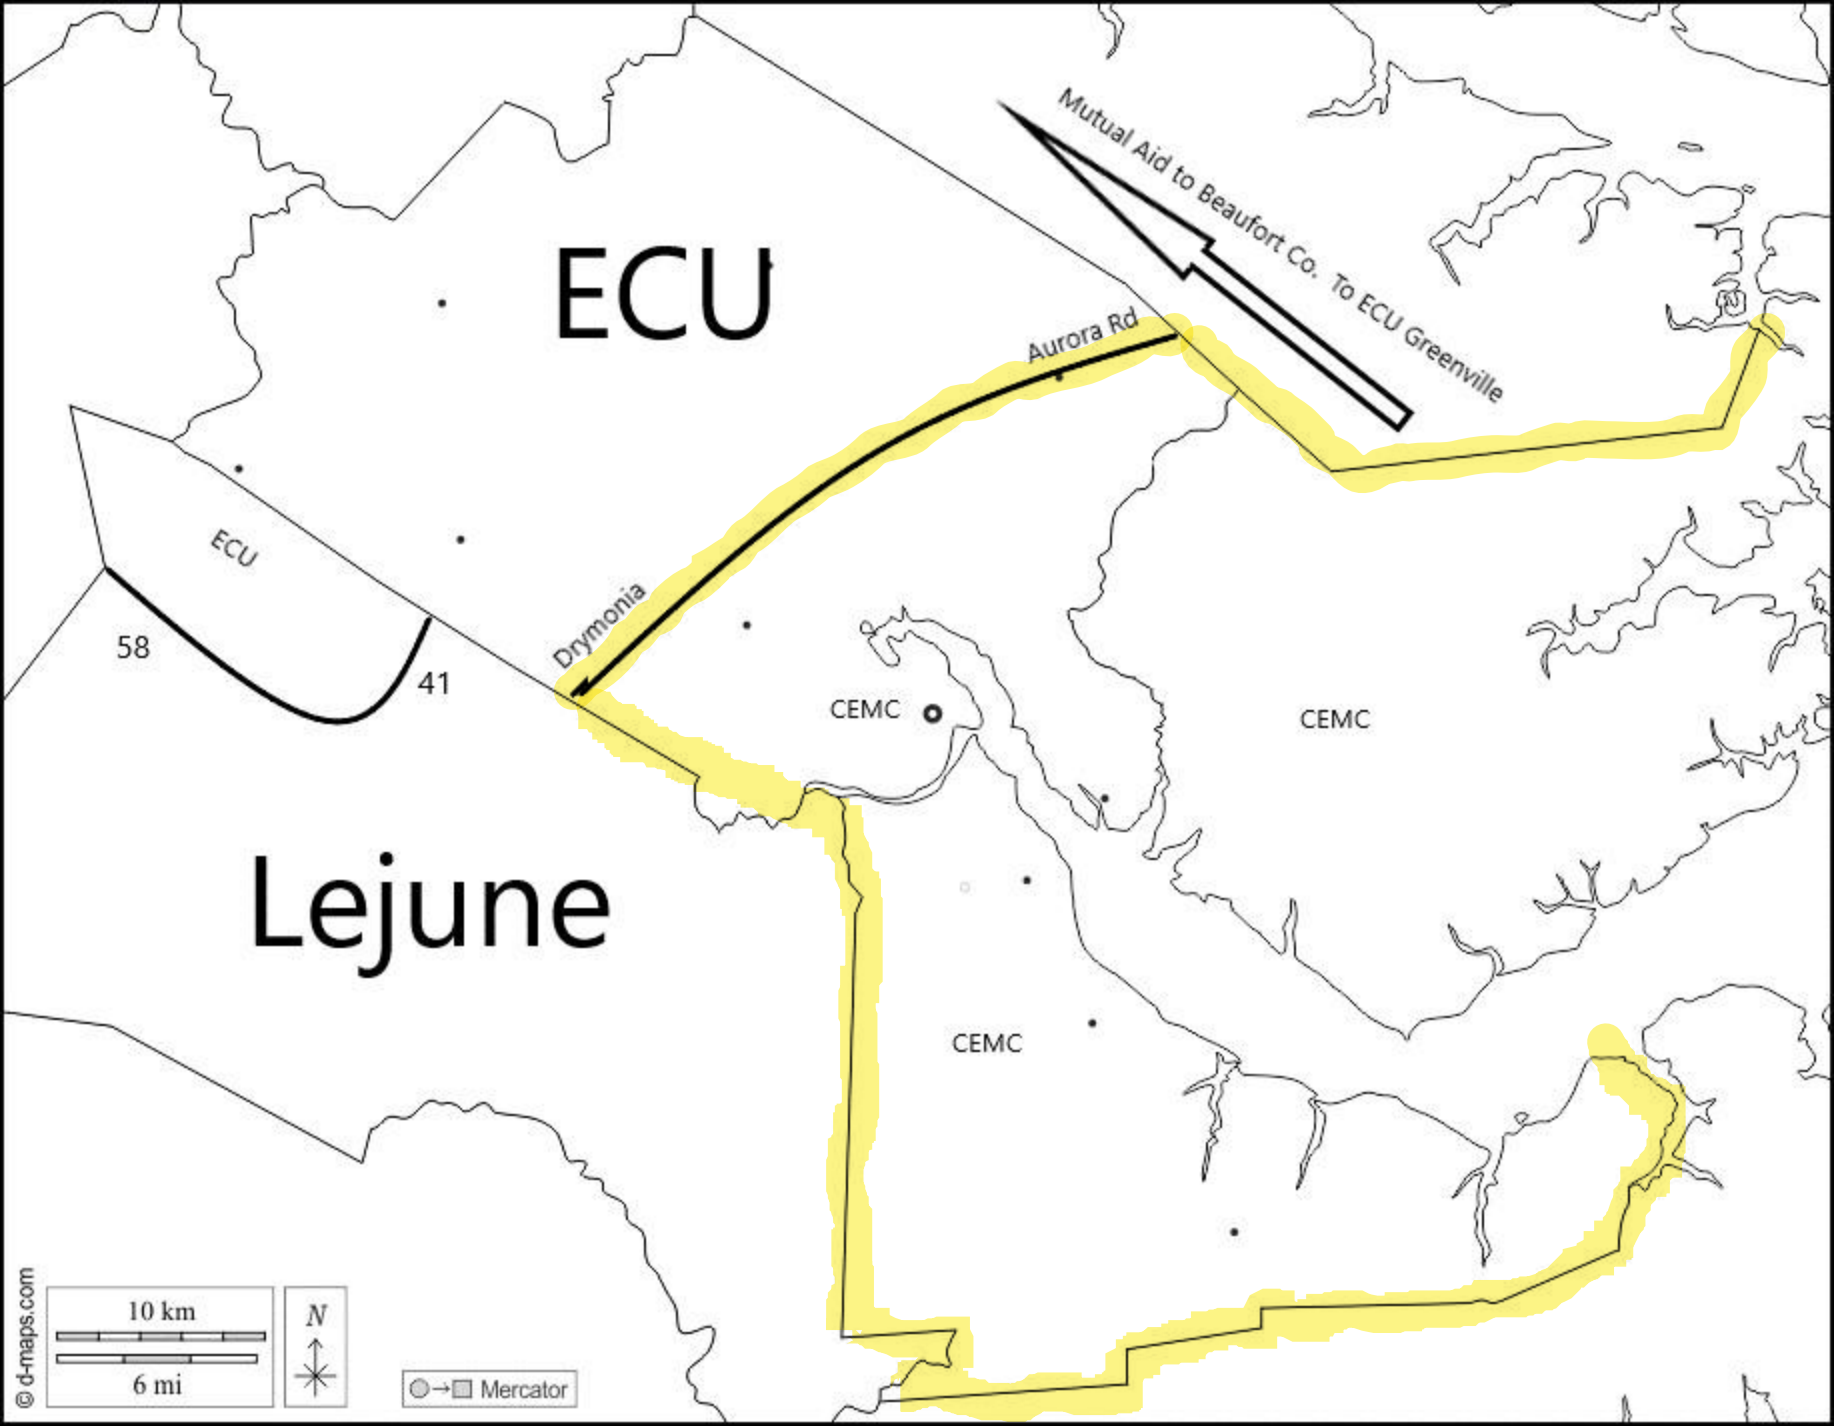 Mutual Aid to Beaufort Co. To ECU Greenville
ECU
Aurora Rd
ECU
Drymonia
58
41
CEMC
CEMC
Lejune
CEMC
© d-maps.com
10 km
6 mi
N
Mercator